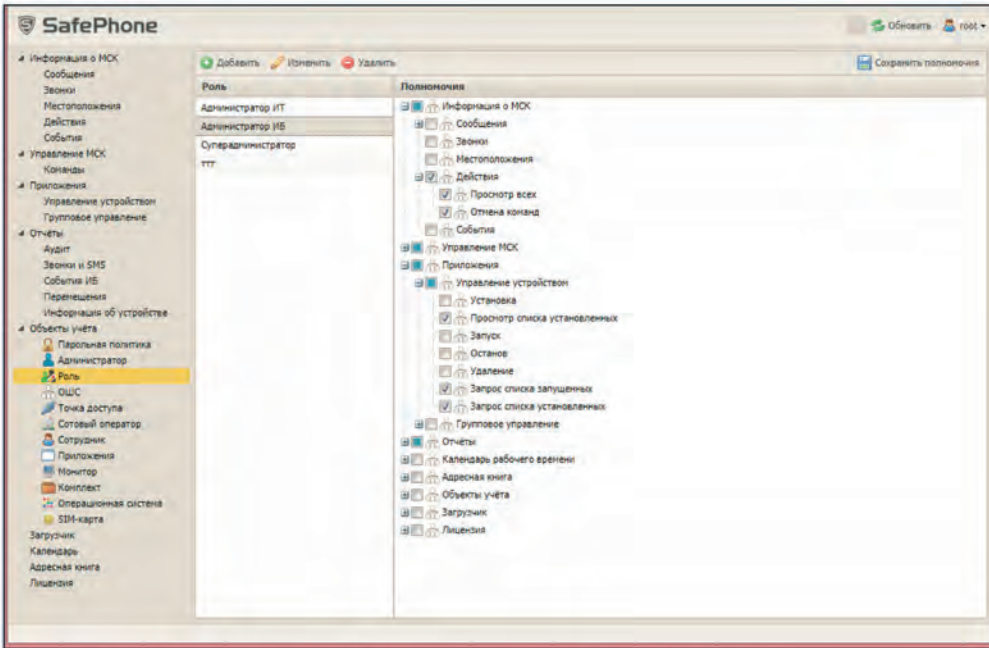 SafePhone
Обновить root
Информация о МСК
Сообщения
Звонки
Местоположения
Действия
События
Управление МСК
Команды
Приложения
Управление устройством
Групповое управление
Отчёты
Аудит
Звонки и SMS
События ИБ
Перемещения
Информация об устройстве
Объекты учёта
Парольная политика
Администратор
Роль
ОШС
Точка доступа
Сотовый оператор
Сотрудник
Приложения
Монитор
Комплект
Операционная система
SIM-карта
Загрузчик
Календарь
Адресная книга
Лицензия
Добавить Изменить Удалить
Роль
Администратор ИТ
Администратор ИБ
Суперадминистратор
ттт
Сохранить полномочия
Полномочия
Информация о МСК
Сообщения
Звонки
Местоположения
Действия
Просмотр всех
Отмена команд
События
Управление МСК
Приложения
Управление устройством
Установка
Просмотр списка установленных
Запуск
Останов
Удаление
Запрос списка запущенных
Запрос списка установленных
Групповое управление
Отчёты
Календарь рабочего времени
Адресная книга
Объекты учёта
Загрузчик
Лицензия